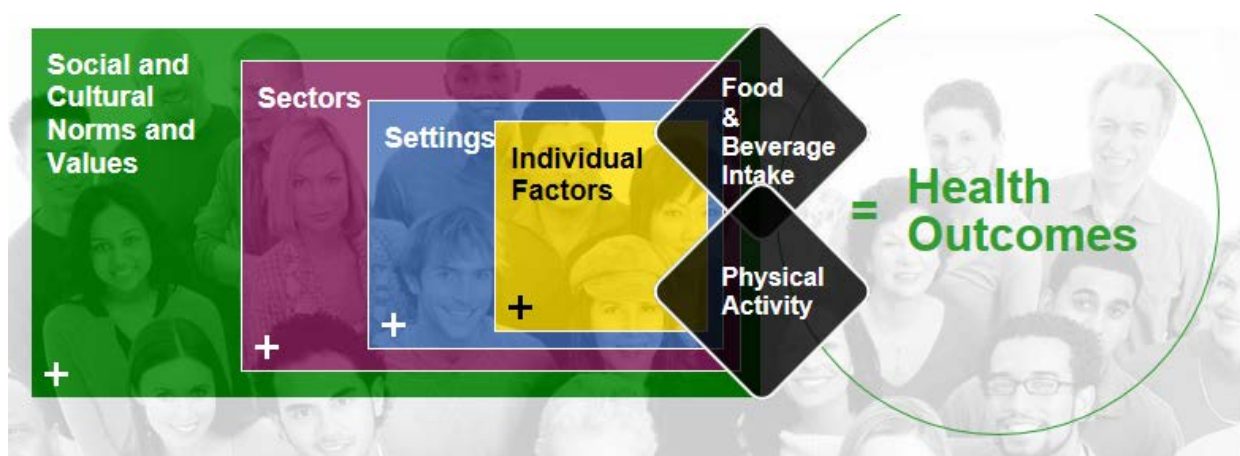 Social and
Cultural
Norms and
Values
+
Sectors
+
Settings
+
Individual
Factors
+
Food
&
Beverage
Intake
Physical
Activity
=
Health
Outcomes